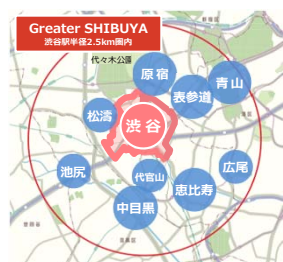 Greater SHIBUYA
渋谷駅半径2.5km圏内
代々木公園
原宿
青山
表参道
松濤
渋谷
池尻
代官山
広尾
恵比寿
中目黒